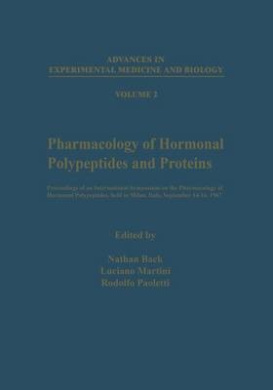 ADVANCES IN
EXPERIMENTAL MEDICINE AND BIOLOGY
VOLUME 2
Pharmacology of Hormonal
Polypeptides and Proteins
Proceedings of an International Symposium on the Pharmacology of
Hormonal Polypeptides, held in Milan, Italy, September 14-16, 1967
Edited by
Nathan Back
Luciano Martini
Rodolfo Paoletti